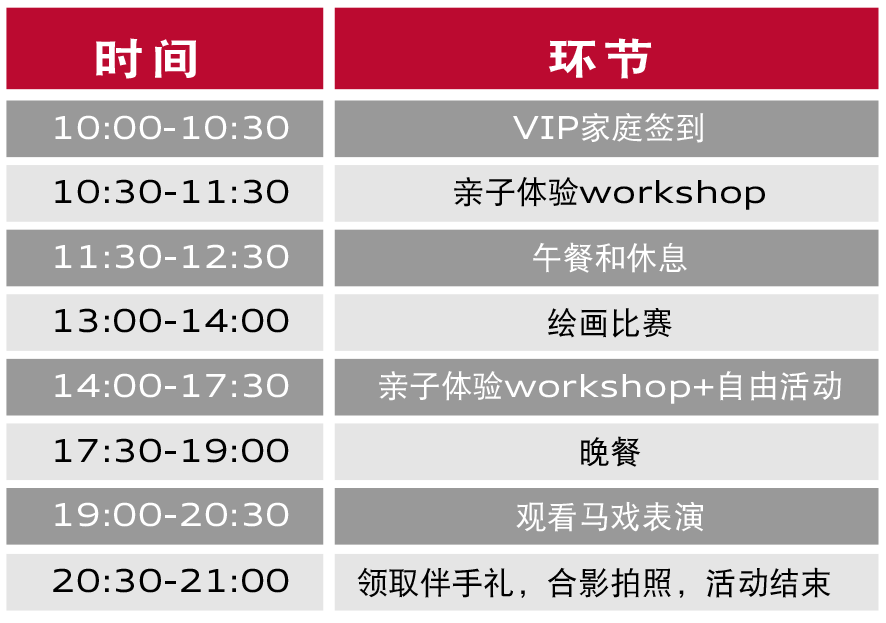 时间 环节
10:00-10:30 VIP家庭签到
10:30-11:30 亲子体验workshop
11:30-12:30 午餐和休息
13:00-14:00 绘画比赛
14:00-17:30 亲子体验workshop+自由活动
17:30-19:00 晚餐
19:00-20:30 观看马戏表演
20:30-21:00 领取伴手礼，合影拍照，活动结束